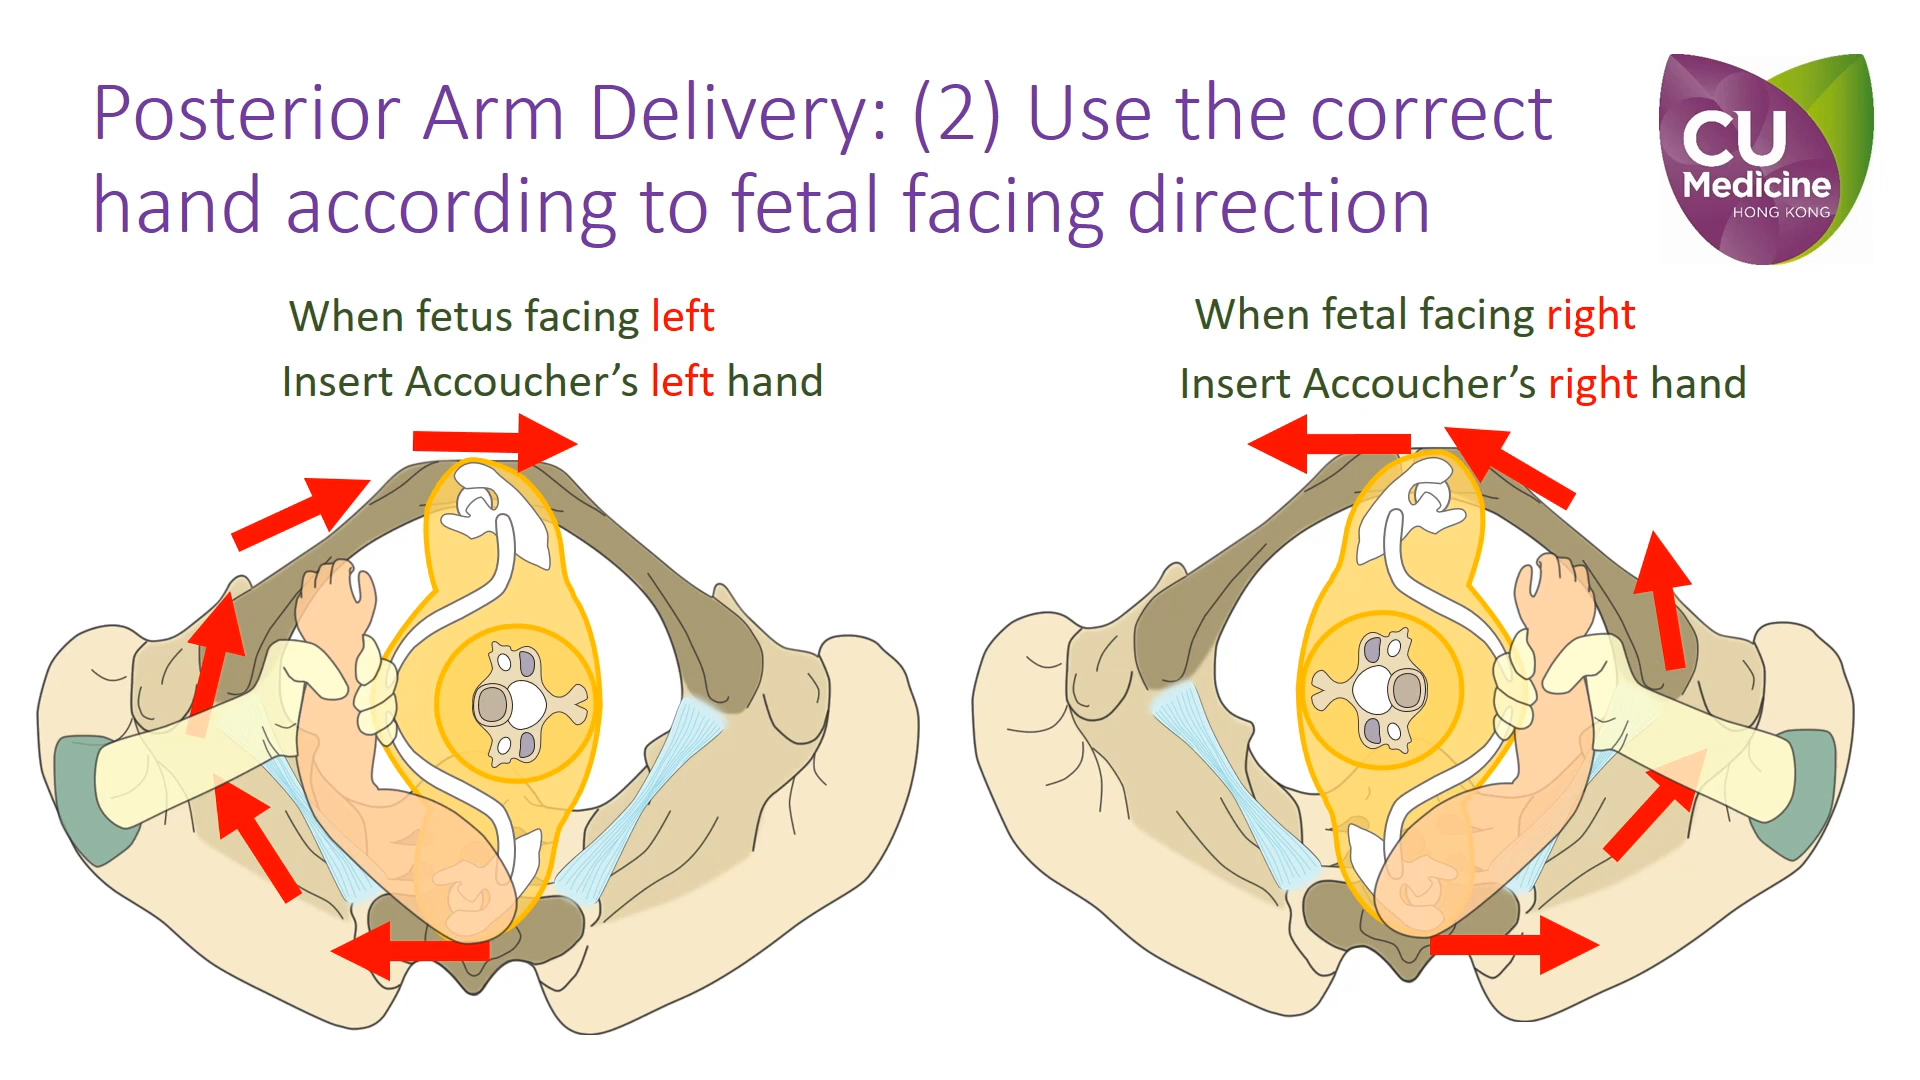 Posterior Arm Delivery: (2) Use the correct
hand according to fetal facing direction
CU
Medicine
HONG KONG
When fetus facing left
Insert Accoucher’s left hand
When fetal facing right
Insert Accoucher’s right hand